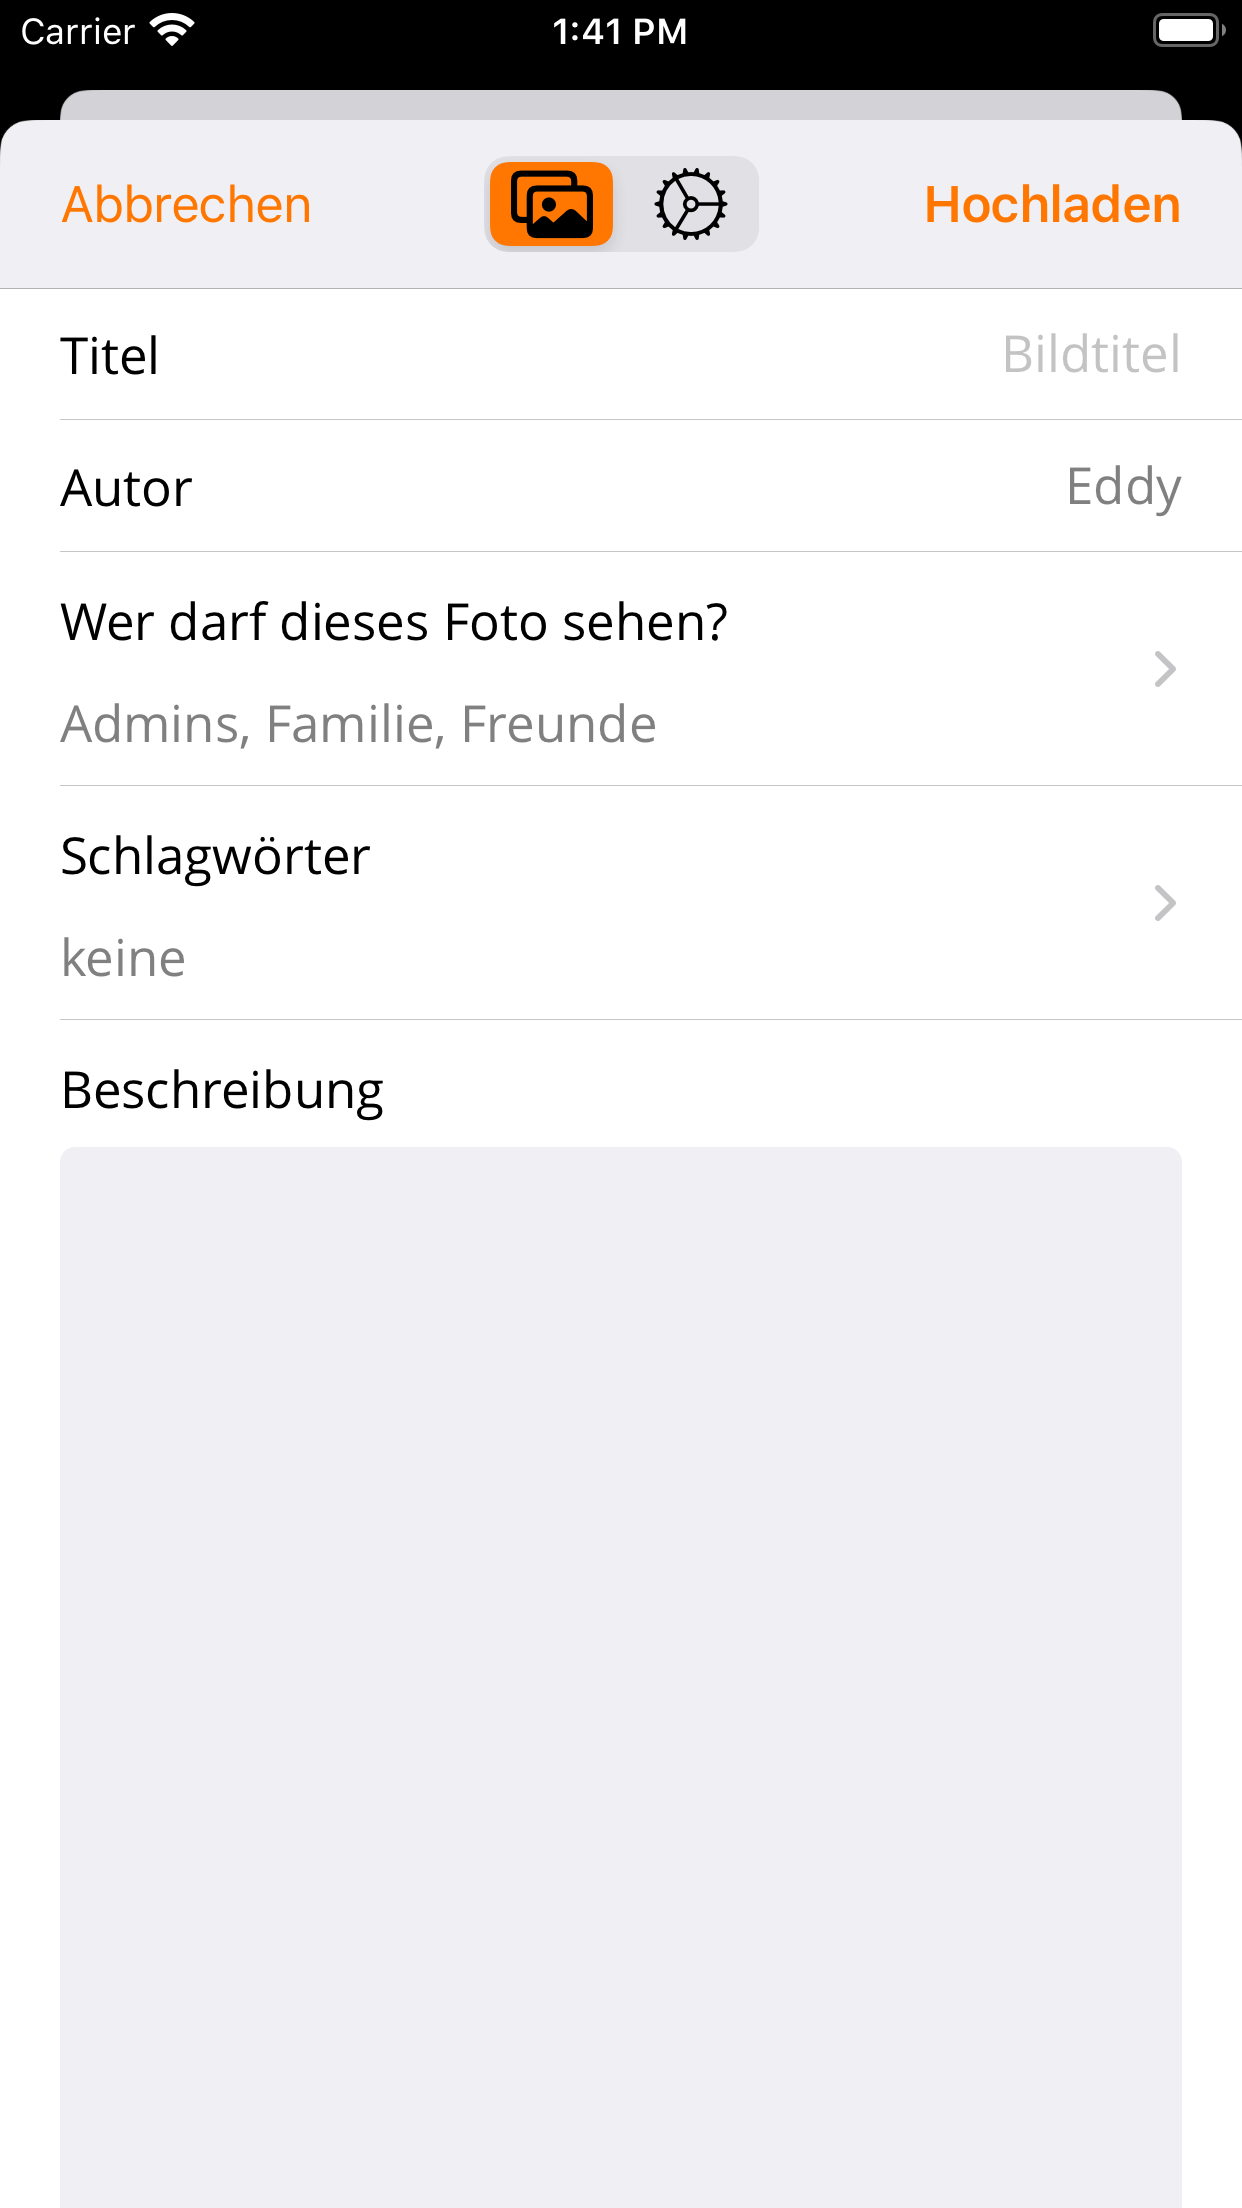 Carrier 1:41 PM
Abbrechen Hochladen
Titel Bildtitel
Autor Eddy
Wer darf dieses Foto sehen?
Admins, Familie, Freunde
Schlagwörter
keine
Beschreibung